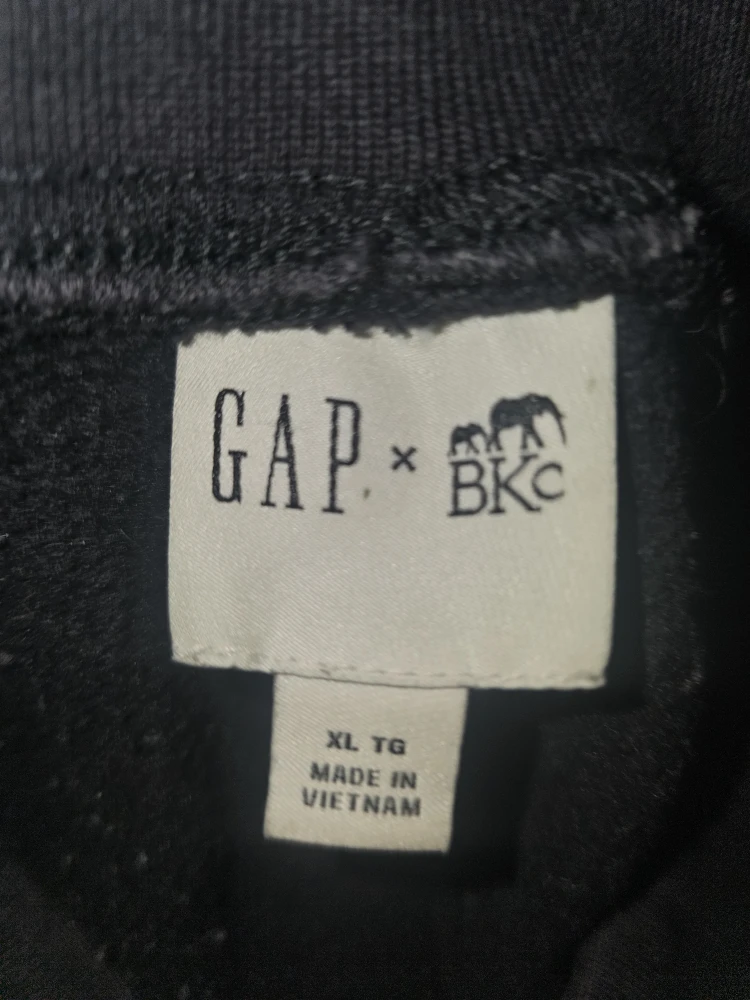 GAP × BKc
XL TG
MADE IN
VIETNAM